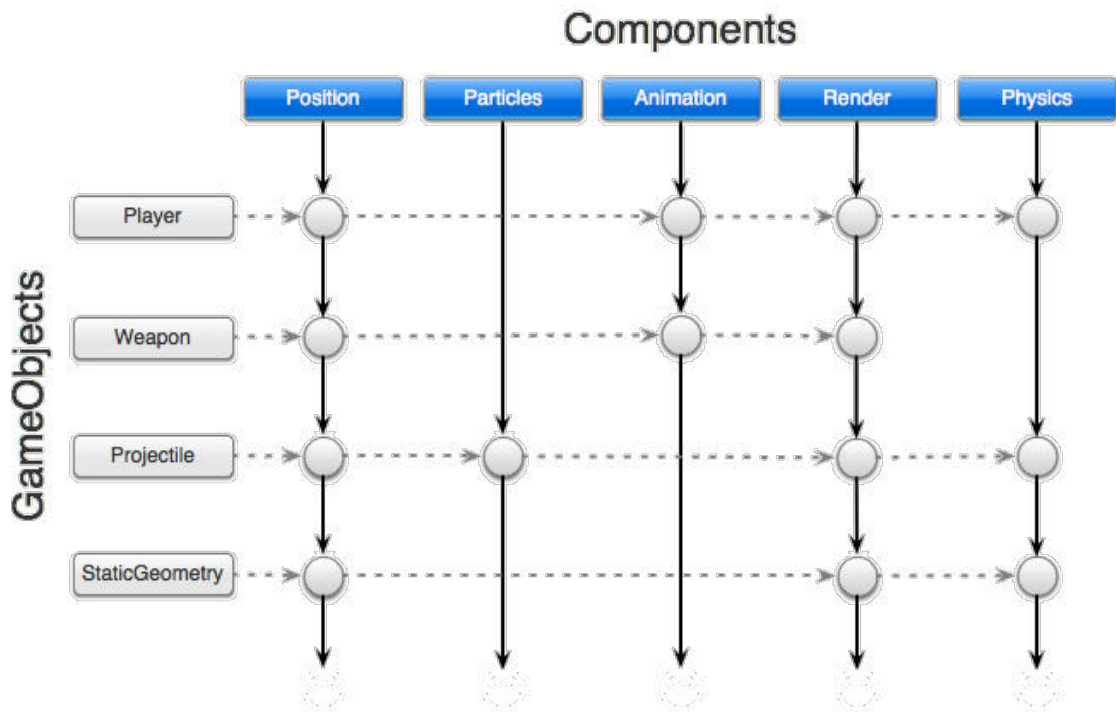 Components
Position
Particles
Animation
Render
Physics
GameObjects
Player
Weapon
Projectile
StaticGeometry